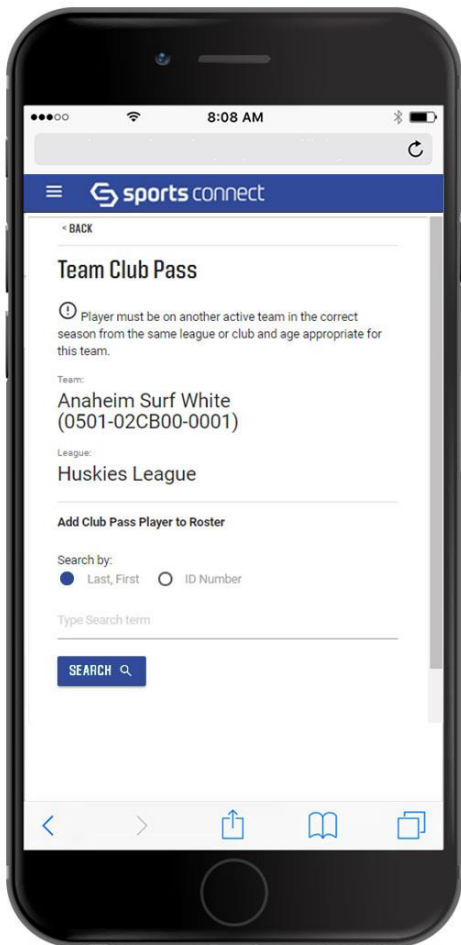 8:08 AM
sports connect
< BACK
Team Club Pass
Player must be on another active team in the correct
season from the same league or club and age appropriate for
this team.
Team:
Anaheim Surf White
(0501-02CB00-0001)
League:
Huskies League
Add Club Pass Player to Roster
Search by:
Last, First ID Number
Type Search term
SEARCH